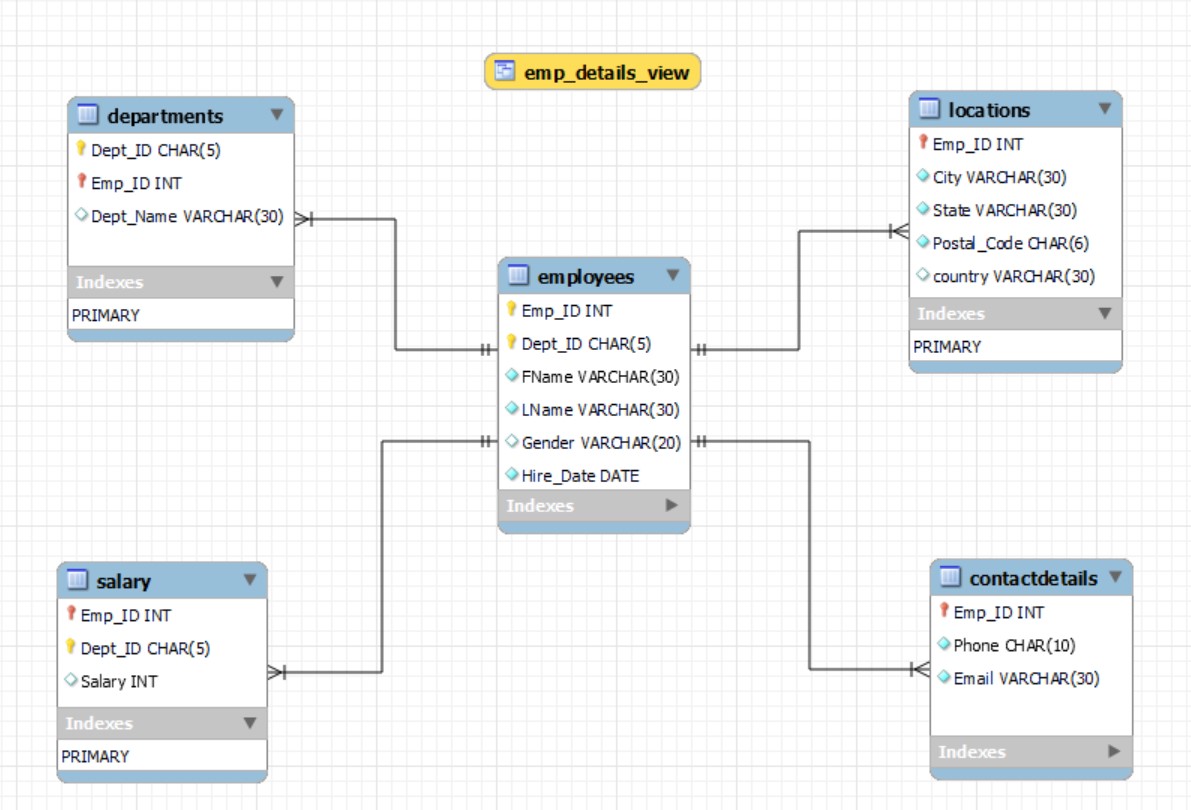 emp_details_view
departments
Dept_ID CHAR(5)
Emp_ID INT
Dept_Name VARCHAR(30)
Indexes
PRIMARY
locations
Emp_ID INT
City VARCHAR(30)
State VARCHAR(30)
Postal_Code CHAR(6)
country VARCHAR(30)
Indexes
PRIMARY
employees
Emp_ID INT
Dept_ID CHAR(5)
FName VARCHAR(30)
LName VARCHAR(30)
Gender VARCHAR(20)
Hire_Date DATE
Indexes
salary
Emp_ID INT
Dept_ID CHAR(5)
Salary INT
Indexes
PRIMARY
contactdetails
Emp_ID INT
Phone CHAR(10)
Email VARCHAR(30)
Indexes